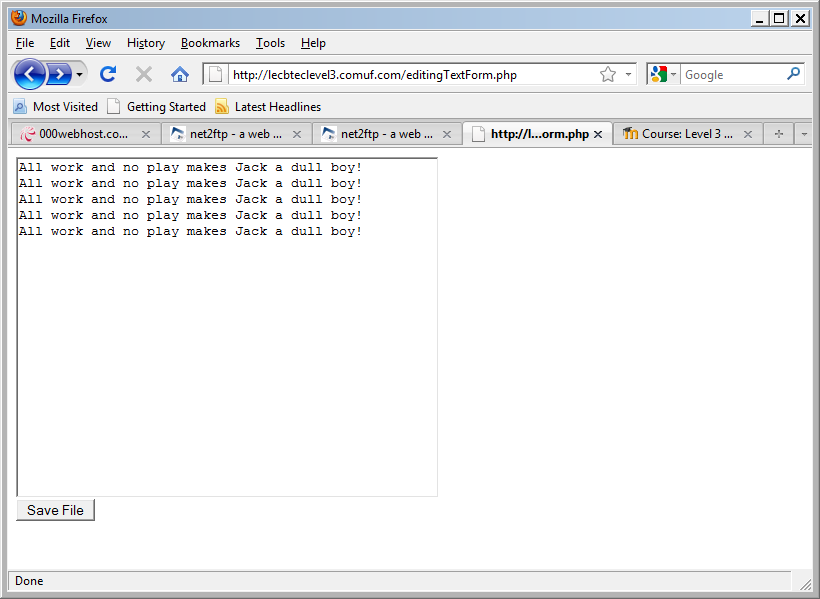 Mozilla Firefox
File Edit View History Bookmarks Tools Help
http://lecbteclevel3.comuf.com/editingTextForm.php
Google
Most Visited Getting Started Latest Headlines
000webhost.co... net2ftp - a web ... net2ftp - a web ... http://l...orm.php Course: Level 3 ...
All work and no play makes Jack a dull boy!
All work and no play makes Jack a dull boy!
All work and no play makes Jack a dull boy!
All work and no play makes Jack a dull boy!
All work and no play makes Jack a dull boy!
Save File
Done